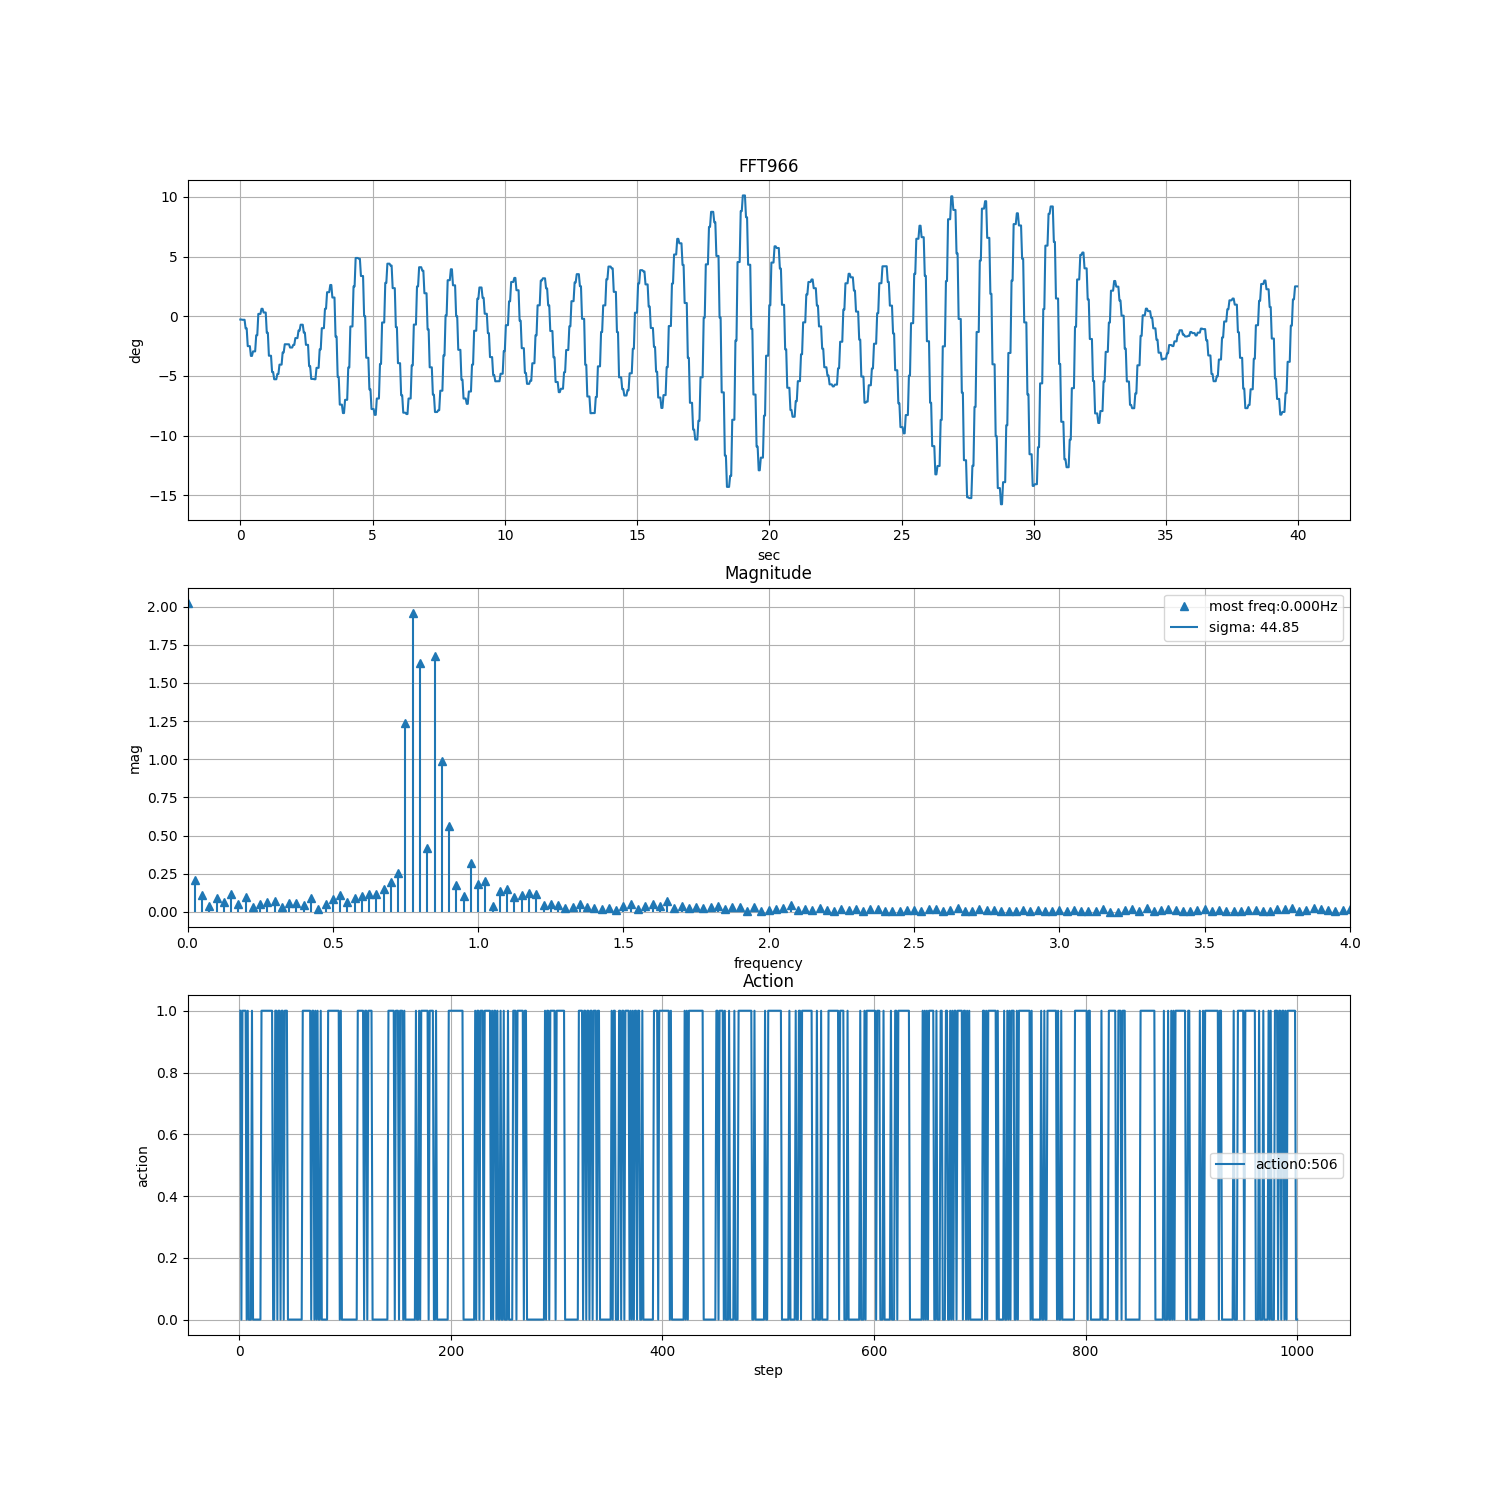 FFT966
10
5
0
−5
−10
−15
deg
0 5 10 15 20 25 30 35 40
sec
Magnitude
2.00
1.75
1.50
1.25
1.00
0.75
0.50
0.25
0.00
mag
most freq:0.000Hz
sigma: 44.85
0.0 0.5 1.0 1.5 2.0 2.5 3.0 3.5 4.0
frequency
Action
1.0
0.8
0.6
0.4
0.2
0.0
action
action0:506
0 200 400 600 800 1000
step